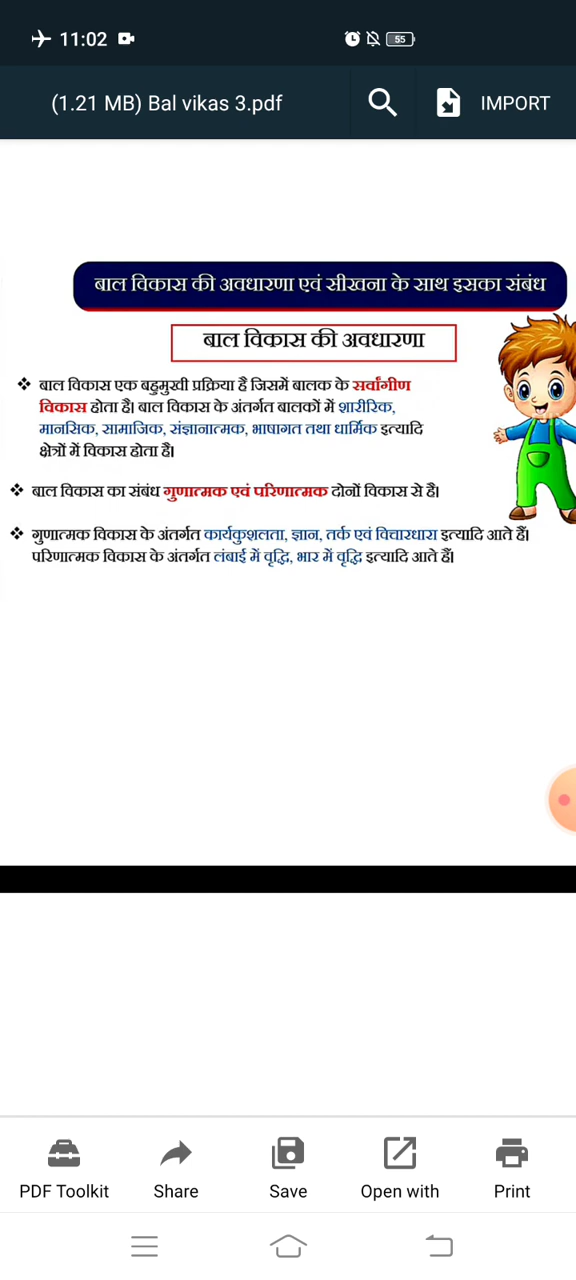 11:02
55
(1.21 MB) Bal vikas 3.pdf
IMPORT
बाल विकास की अवधारणा एवं सीखना के साथ इसका संबंध
बाल विकास की अवधारणा
❖ बाल विकास एक बहुमुखी प्रक्रिया है जिसमें बालक के सर्वांगीण
विकास होता है। बाल विकास के अंतर्गत बालकों में शारीरिक,
मानसिक, सामाजिक, संज्ञानात्मक, भाषागत तथा धार्मिक इत्यादि
क्षेत्रों में विकास होता है।
❖ बाल विकास का संबंध गुणात्मक एवं परिणात्मक दोनों विकास से है।
❖ गुणात्मक विकास के अंतर्गत कार्यकुशलता, ज्ञान, तर्क एवं विचारधारा इत्यादि आते हैं।
परिणात्मक विकास के अंतर्गत लंबाई में वृद्धि, भार में वृद्धि इत्यादि आते हैं।
PDF Toolkit
Share
Save
Open with
Print